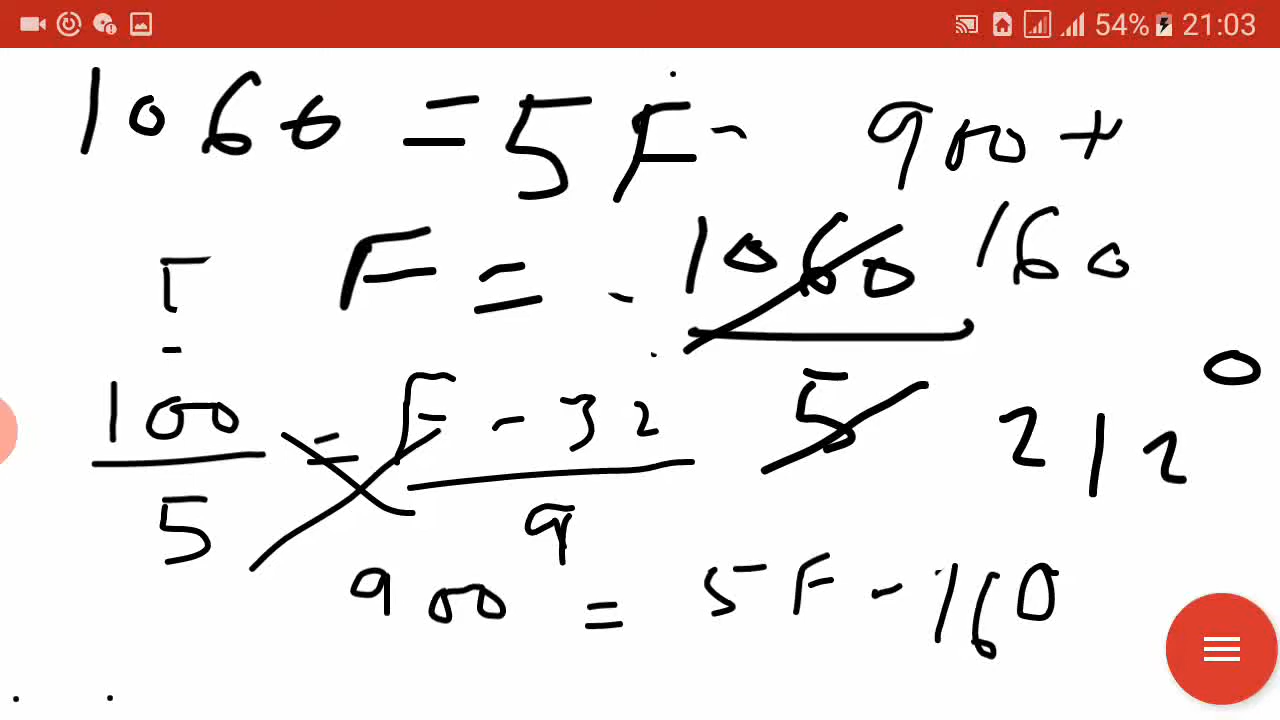 54% 21:03
1060 = 5F- 900+
F = 1060 160
5 212°
100 = F - 32
5 9
900 = 5F - 160